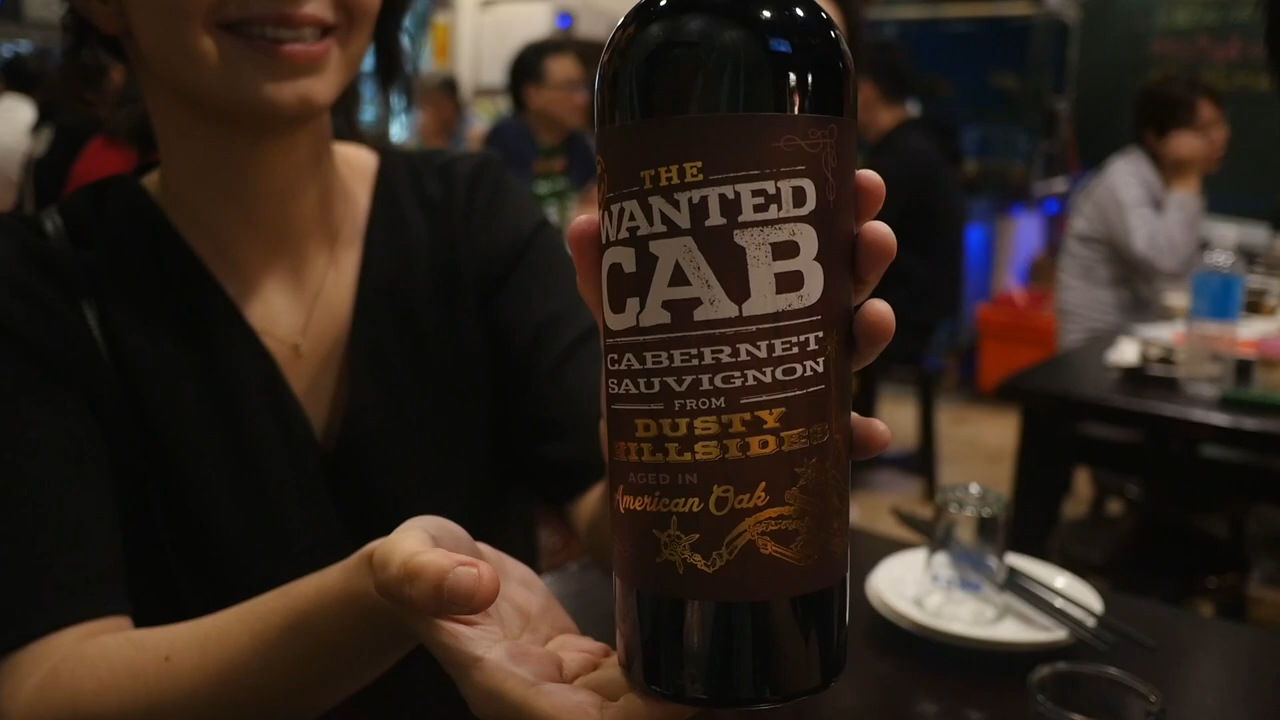 THE
WANTED
CAB
CABERNET
SAUVIGNON
FROM
DUSTY
HILLSIDES
AGED IN
American Oak